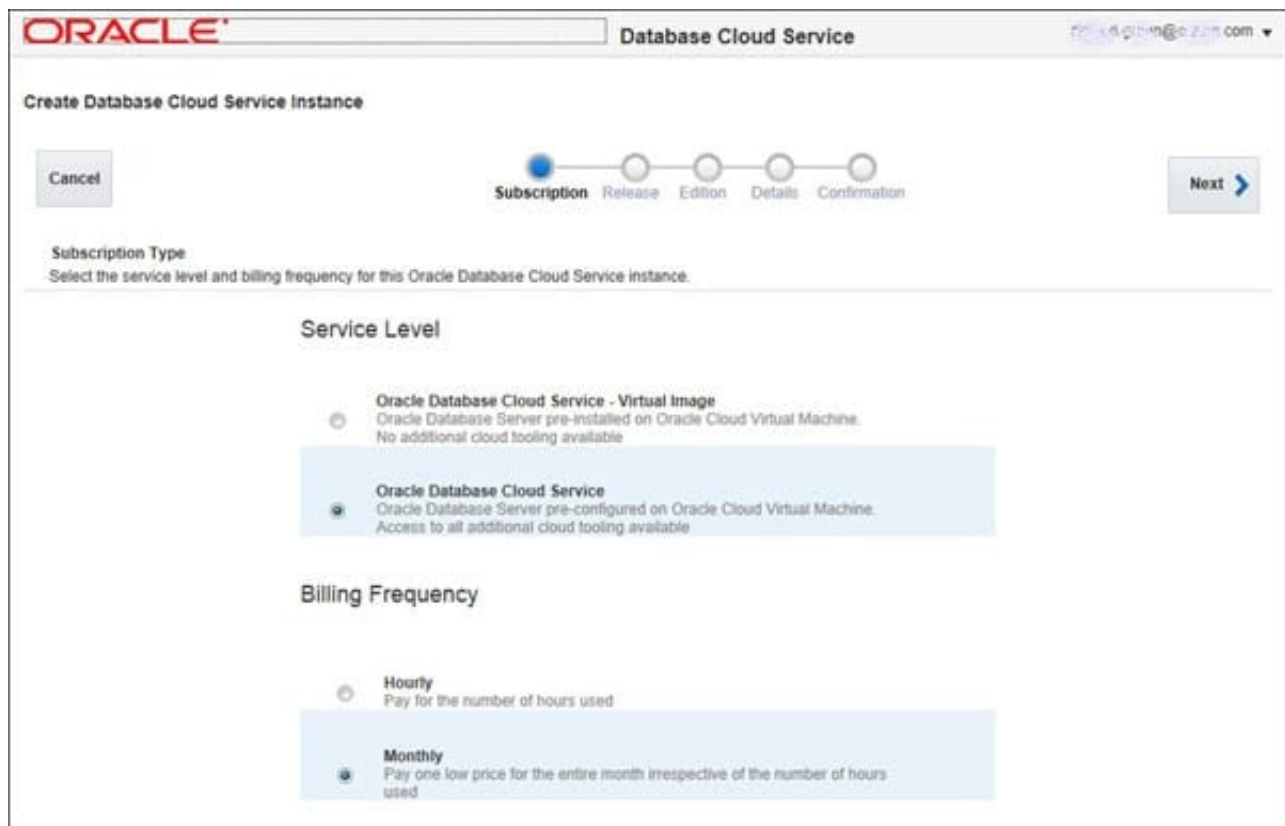 ORACLE
Database Cloud Service
Create Database Cloud Service Instance
Cancel
Subscription Release Edition Details Confirmation
Next
Subscription Type
Select the service level and billing frequency for this Oracle Database Cloud Service instance.
Service Level
Oracle Database Cloud Service - Virtual Image
Oracle Database Server pre-installed on Oracle Cloud Virtual Machine.
No additional cloud tooling available
Oracle Database Cloud Service
Oracle Database Server pre-configured on Oracle Cloud Virtual Machine.
Access to all additional cloud tooling available
Billing Frequency
Hourly
Pay for the number of hours used
Monthly
Pay one low price for the entire month irrespective of the number of hours
used